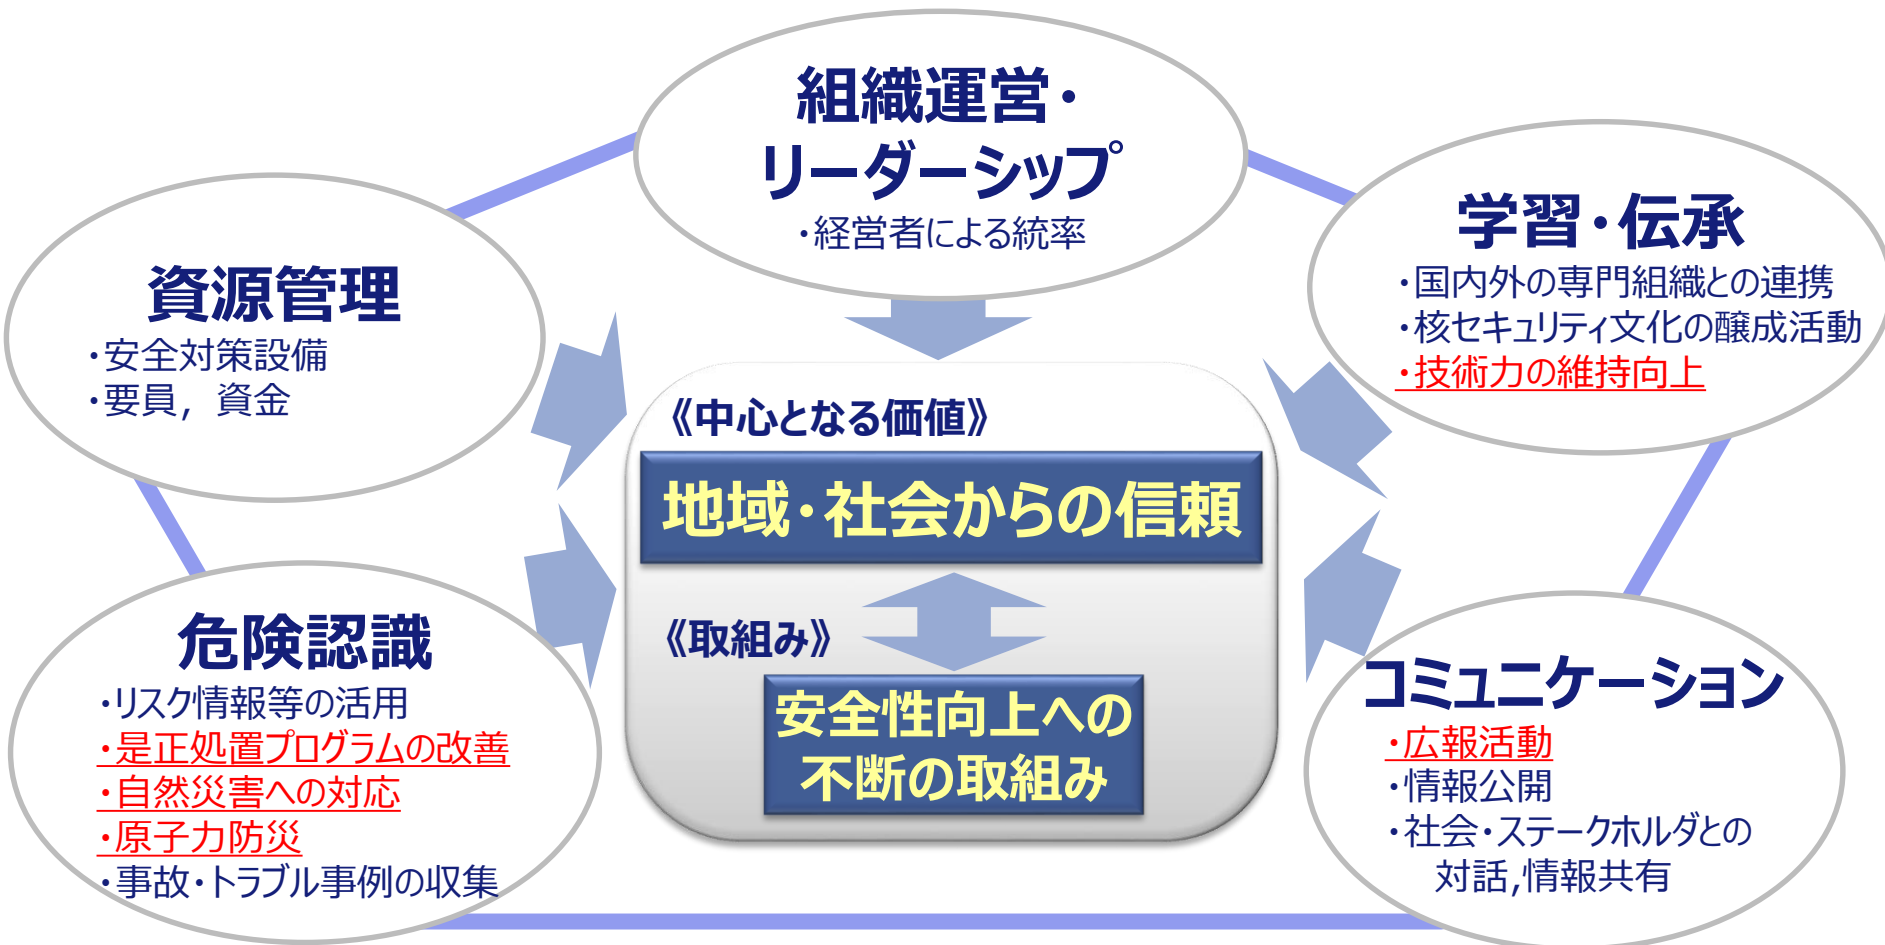 組織運営・
リーダーシップ
・経営者による統率
資源管理
・安全対策設備
・要員，資金
学習・伝承
・国内外の専門組織との連携
・核セキュリティ文化の醸成活動
・技術力の維持向上
《中心となる価値》
地域・社会からの信頼
《取組み》
安全性向上への
不断の取組み
危険認識
・リスク情報等の活用
・是正処置プログラムの改善
・自然災害への対応
・原子力防災
・事故・トラブル事例の収集
コミュニケーション
・広報活動
・情報公開
・社会・ステークホルダとの
対話,情報共有